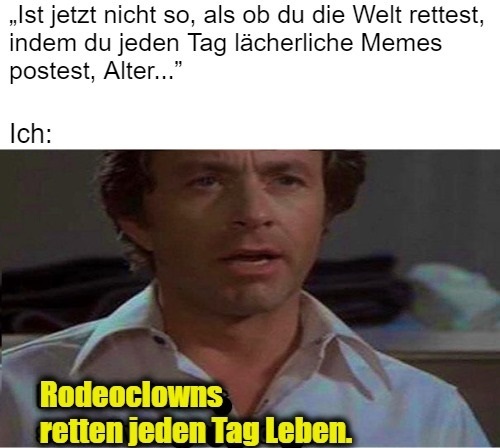 „Ist jetzt nicht so, als ob du die Welt rettest,
indem du jeden Tag lächerliche Memes
postest, Alter...”
Ich:
Rodeoclowns
retten jeden Tag Leben.